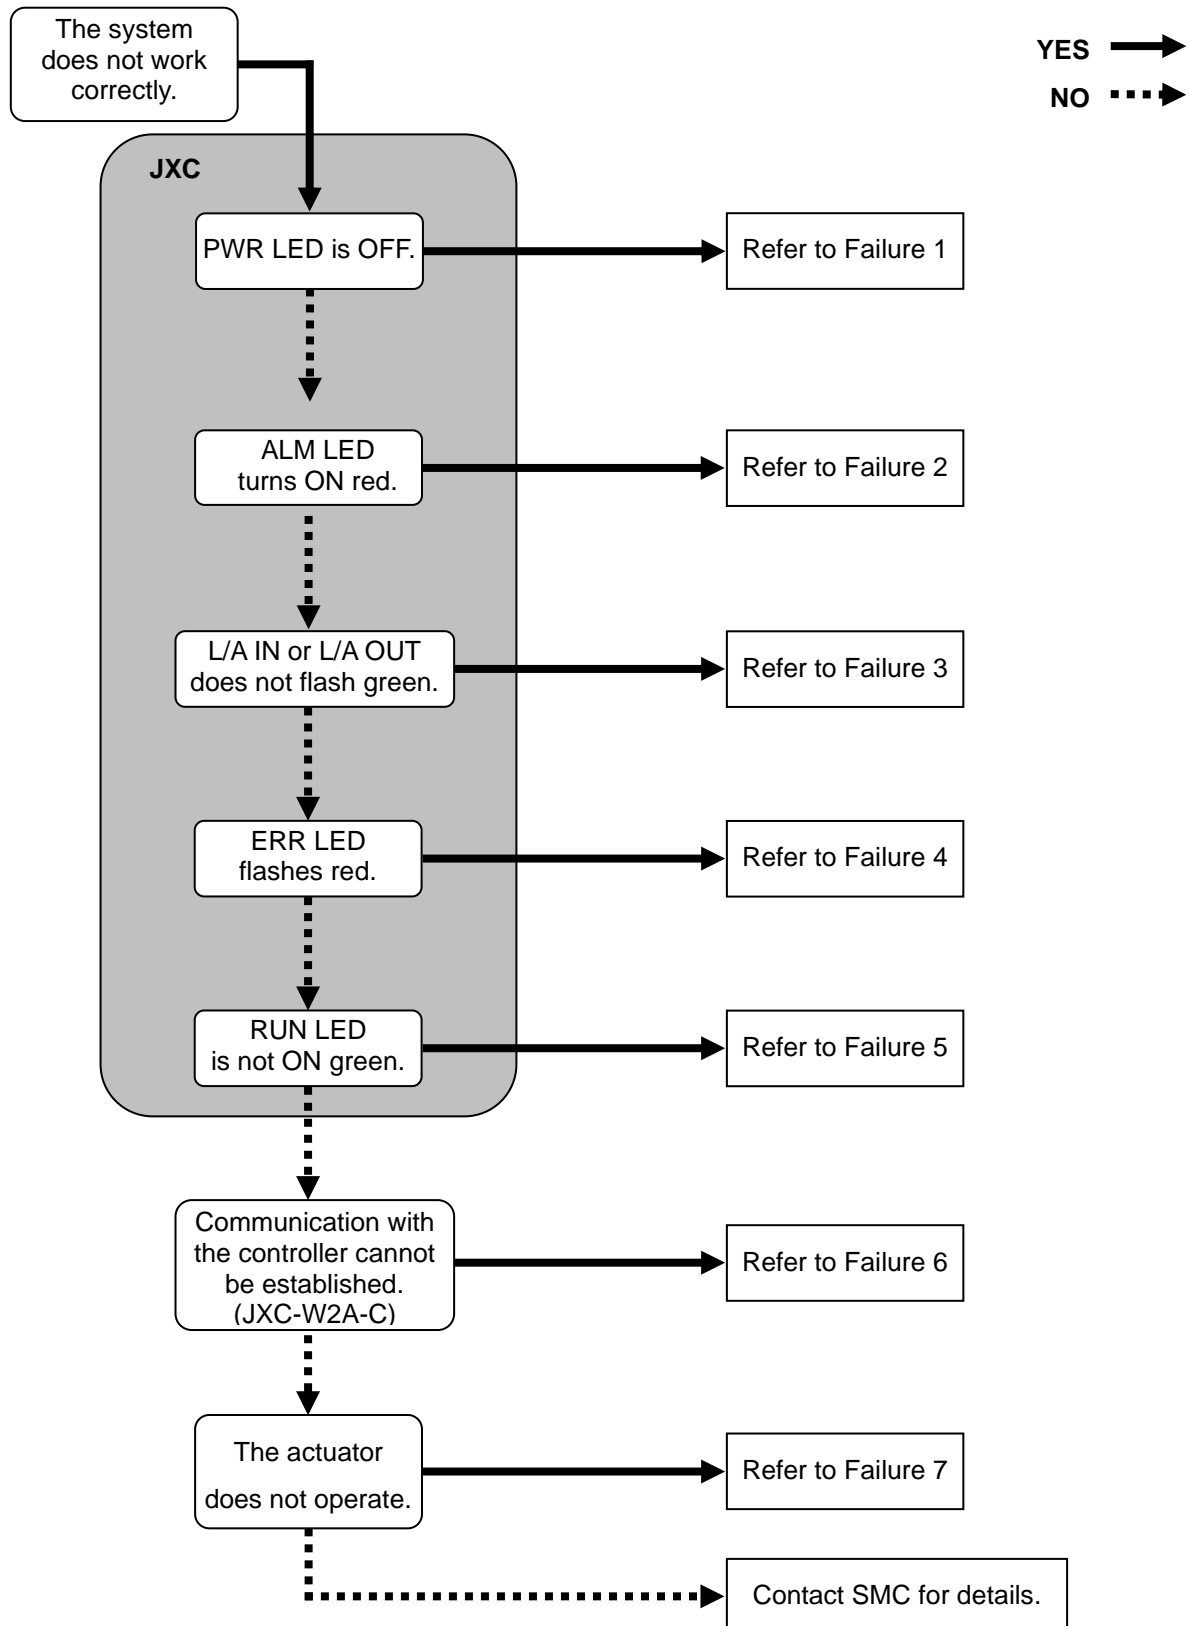 The system
does not work
correctly.
YES
NO
JXC
PWR LED is OFF.
Refer to Failure 1
ALM LED
turns ON red.
Refer to Failure 2
L/A IN or L/A OUT
does not flash green.
Refer to Failure 3
ERR LED
flashes red.
Refer to Failure 4
RUN LED
is not ON green.
Refer to Failure 5
Communication with
the controller cannot
be established.
(JXC-W2A-C)
Refer to Failure 6
The actuator
does not operate.
Refer to Failure 7
Contact SMC for details.